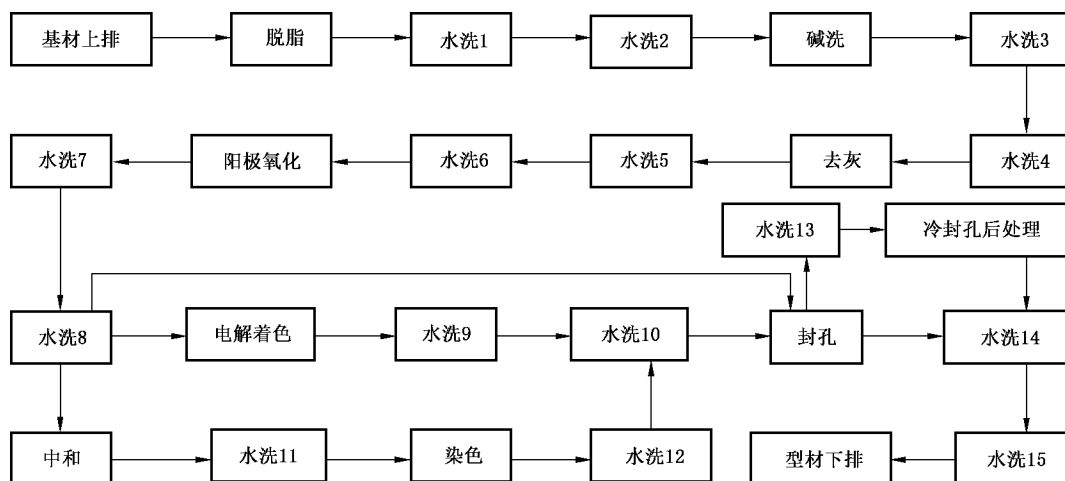 基材上排
脱脂
水洗1
水洗2
碱洗
水洗3
水洗7
阳极氧化
水洗6
水洗5
去灰
水洗4
水洗13
冷封孔后处理
水洗8
电解着色
水洗9
水洗10
封孔
水洗14
中和
水洗11
染色
水洗12
型材下排
水洗15